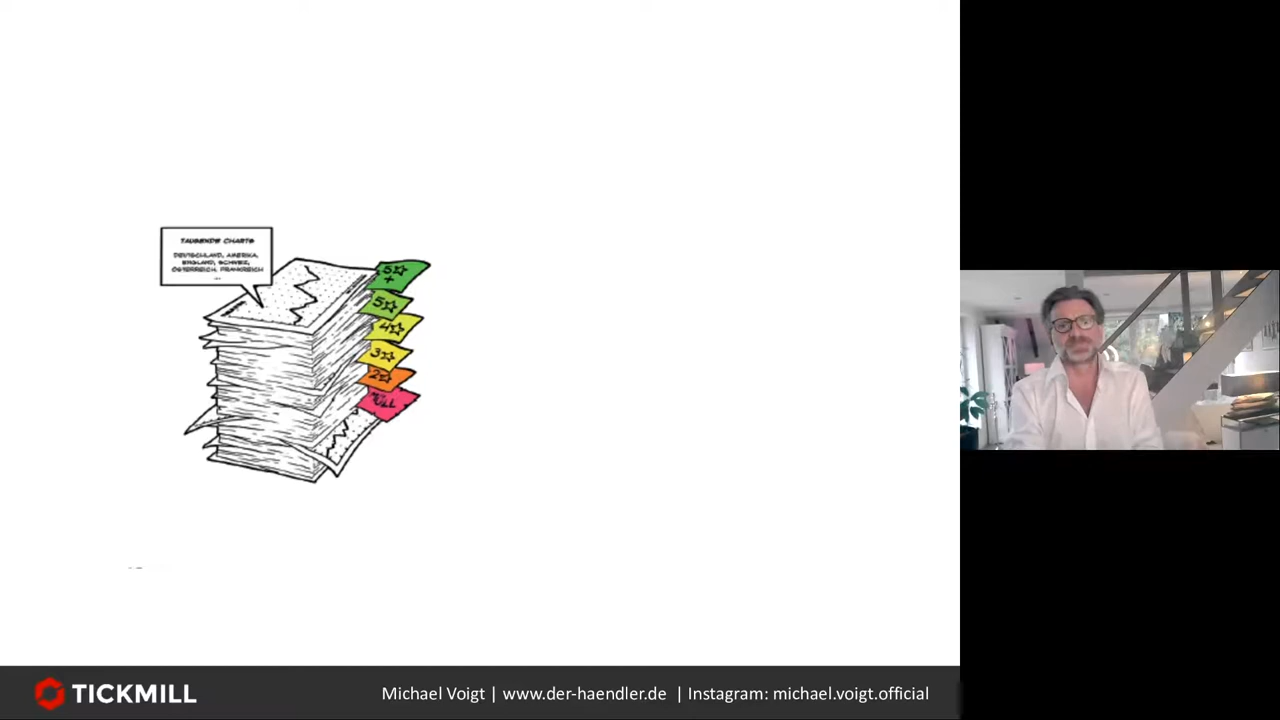 TAUSENDE CHARTS
DEUTSCHLAND, AMERIKA,
ENGLAND, SCHWEIZ,
ÖSTERREICH, FRANKREICH
...
5☆
+
5☆
4☆
3☆
2☆
MÜLL
TICKMILL
Michael Voigt | www.der-haendler.de | Instagram: michael.voigt.official